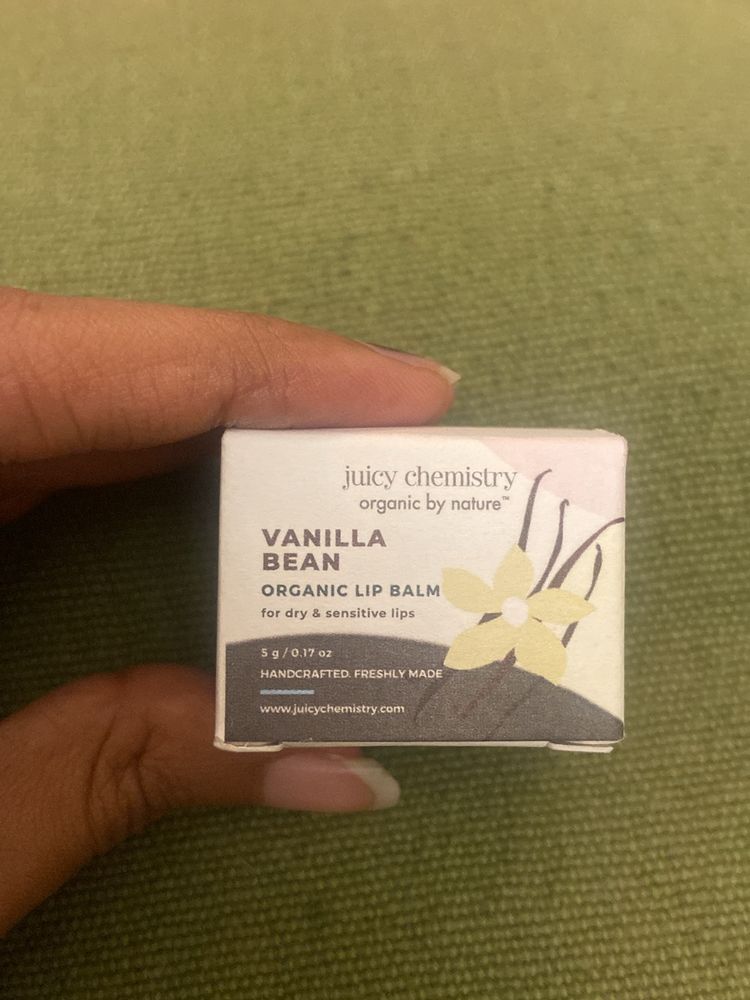 juicy chemistry
organic by nature™
VANILLA
BEAN
ORGANIC LIP BALM
for dry & sensitive lips
5 g / 0.17 oz
HANDCRAFTED. FRESHLY MADE
www.juicychemistry.com